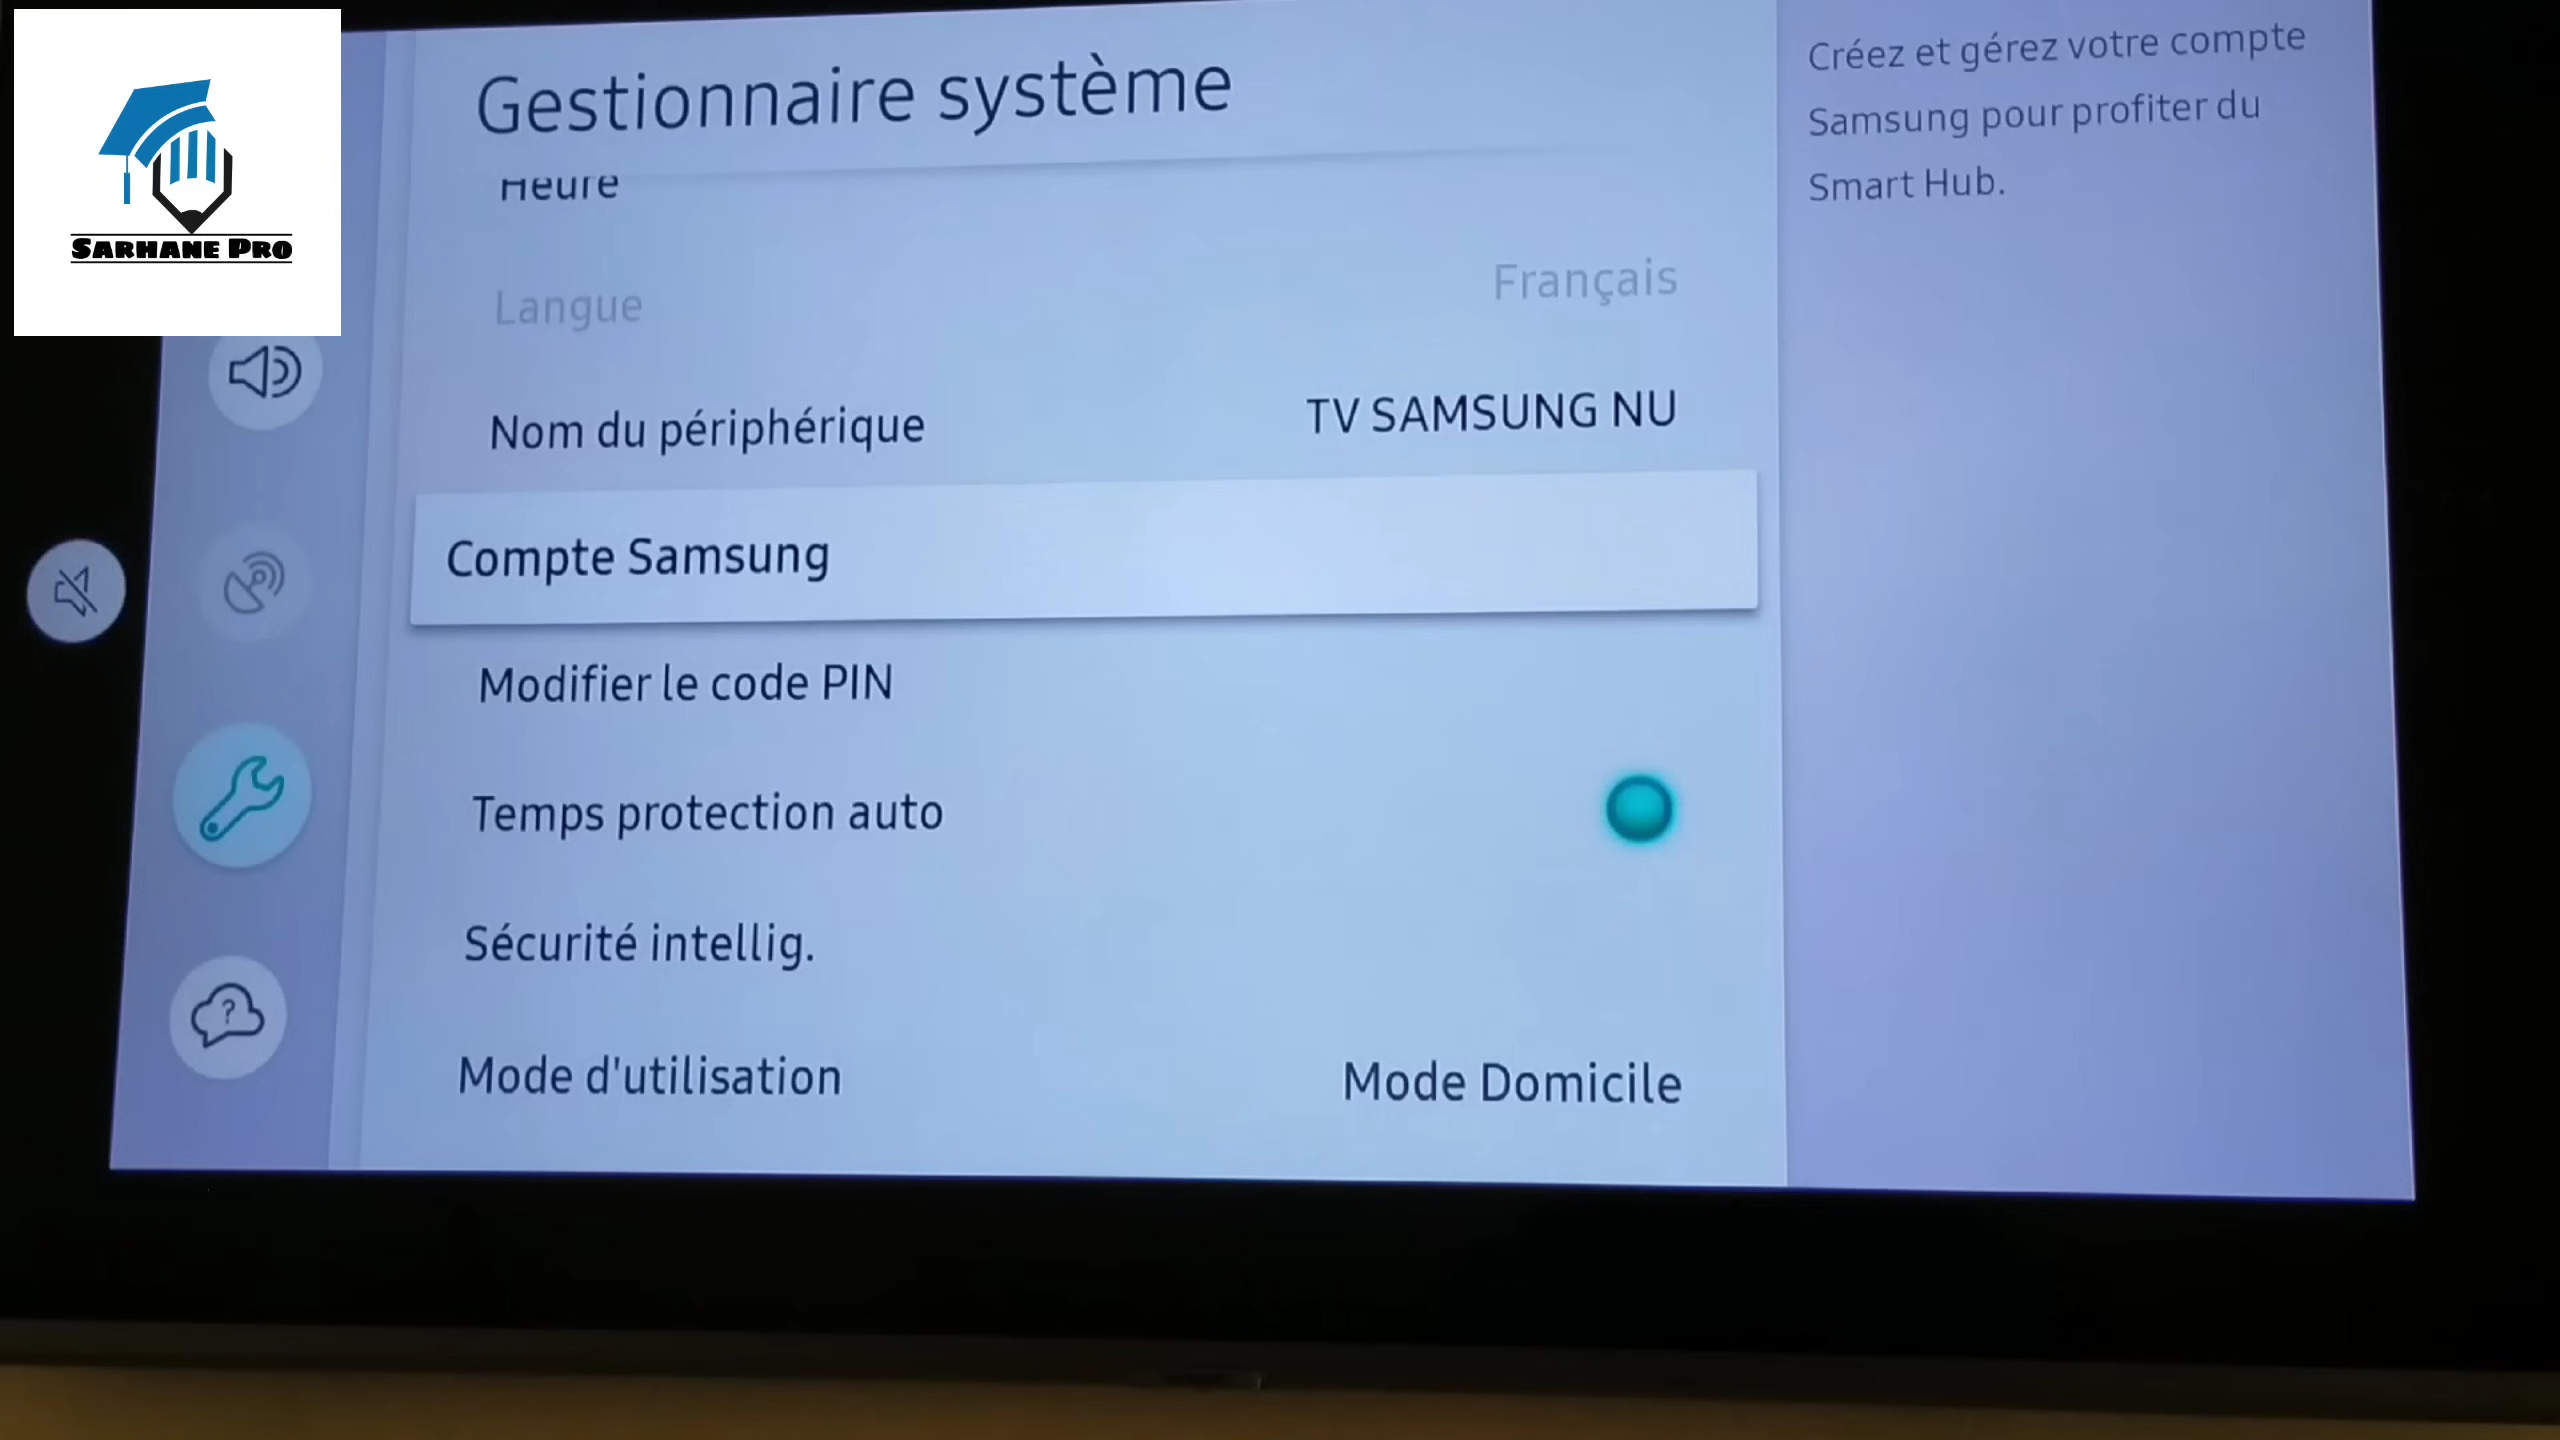 SARHANE PRO
Gestionnaire système
Heure
Langue Français
Nom du périphérique TV SAMSUNG NU
Compte Samsung
Modifier le code PIN
Temps protection auto
Sécurité intellig.
Mode d'utilisation Mode Domicile
Créez et gérez votre compte
Samsung pour profiter du
Smart Hub.
?